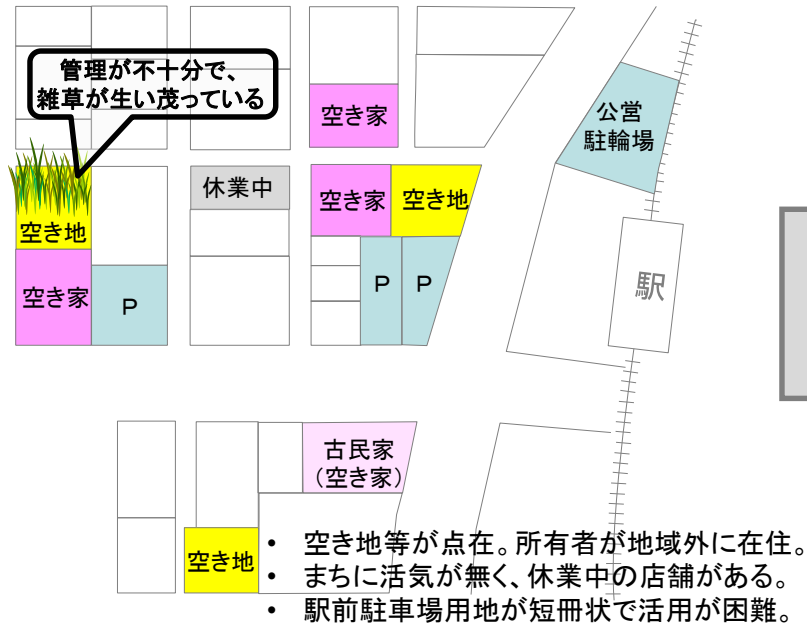 管理が不十分で、
雑草が生い茂っている
空き家
公営
駐輪場
休業中
空き家
空き地
空き地
空き家
P
P
P
駅
古民家
（空き家）
空き地
• 空き地等が点在。所有者が地域外に在住。
• まちに活気が無く、休業中の店舗がある。
• 駅前駐車場用地が短冊状で活用が困難。